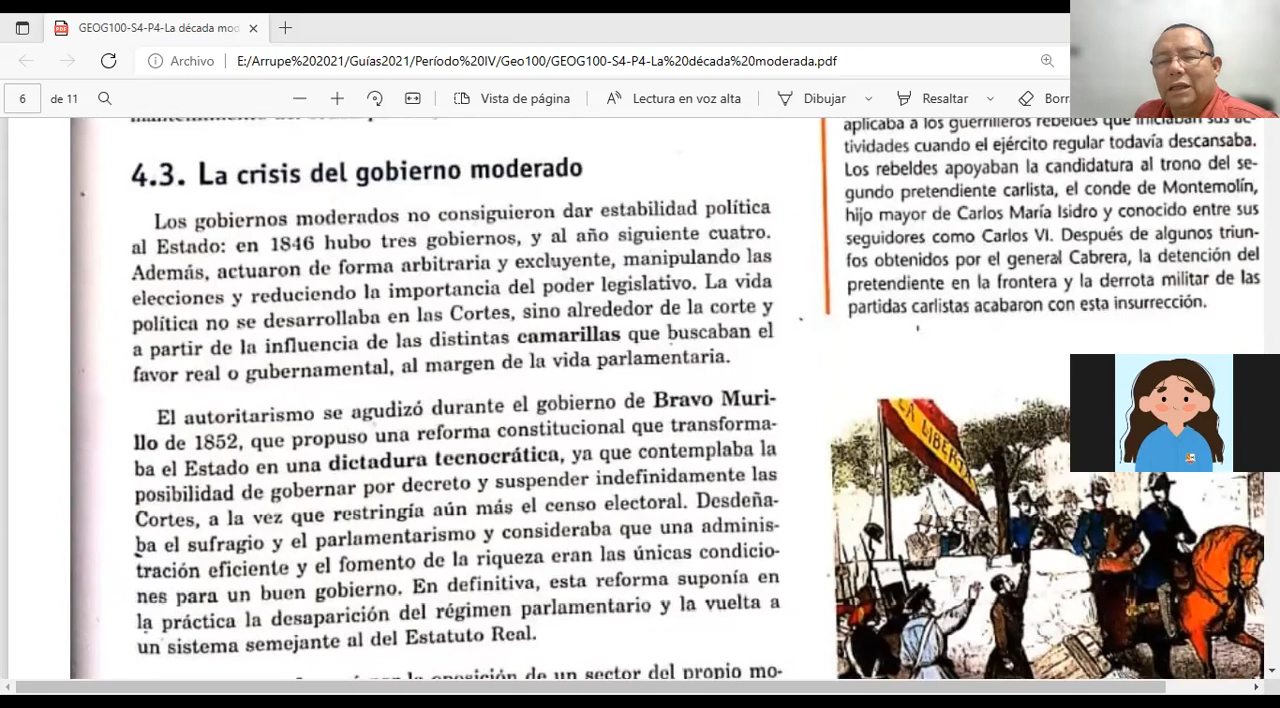 GEOG100-S4-P4-La década mod
Archivo
E:/Arrupe%202021/Guías2021/Período%20IV/Geo100/GEOG100-S4-P4-La%20década%20moderada.pdf
6 de 11
Vista de página
Lectura en voz alta
Dibujar
Resaltar
Borra
4.3. La crisis del gobierno moderado
Los gobiernos moderados no consiguieron dar estabilidad política
al Estado: en 1846 hubo tres gobiernos, y al año siguiente cuatro.
Además, actuaron de forma arbitraria y excluyente, manipulando las
elecciones y reduciendo la importancia del poder legislativo. La vida
política no se desarrollaba en las Cortes, sino alrededor de la corte y
a partir de la influencia de las distintas camarillas que buscaban el
favor real o gubernamental, al margen de la vida parlamentaria.
El autoritarismo se agudizó durante el gobierno de Bravo Muri-
llo de 1852, que propuso una reforma constitucional que transforma-
ba el Estado en una dictadura tecnocrática, ya que contemplaba la
posibilidad de gobernar por decreto y suspender indefinidamente las
Cortes, a la vez que restringía aún más el censo electoral. Desdeña-
ba el sufragio y el parlamentarismo y consideraba que una adminis-
tración eficiente y el fomento de la riqueza eran las únicas condicio-
nes para un buen gobierno. En definitiva, esta reforma suponía en
la práctica la desaparición del régimen parlamentario y la vuelta a
un sistema semejante al del Estatuto Real.
oposición de un sector del propio mo-
aplicaba a los guerrilleros rebeldes que iniciaban sus ac-
tividades cuando el ejército regular todavía descansaba.
Los rebeldes apoyaban la candidatura al trono del se-
gundo pretendiente carlista, el conde de Montemolín,
hijo mayor de Carlos María Isidro y conocido entre sus
seguidores como Carlos VI. Después de algunos triun-
fos obtenidos por el general Cabrera, la detención del
pretendiente en la frontera y la derrota militar de las
partidas carlistas acabaron con esta insurrección.
LA LIBERT